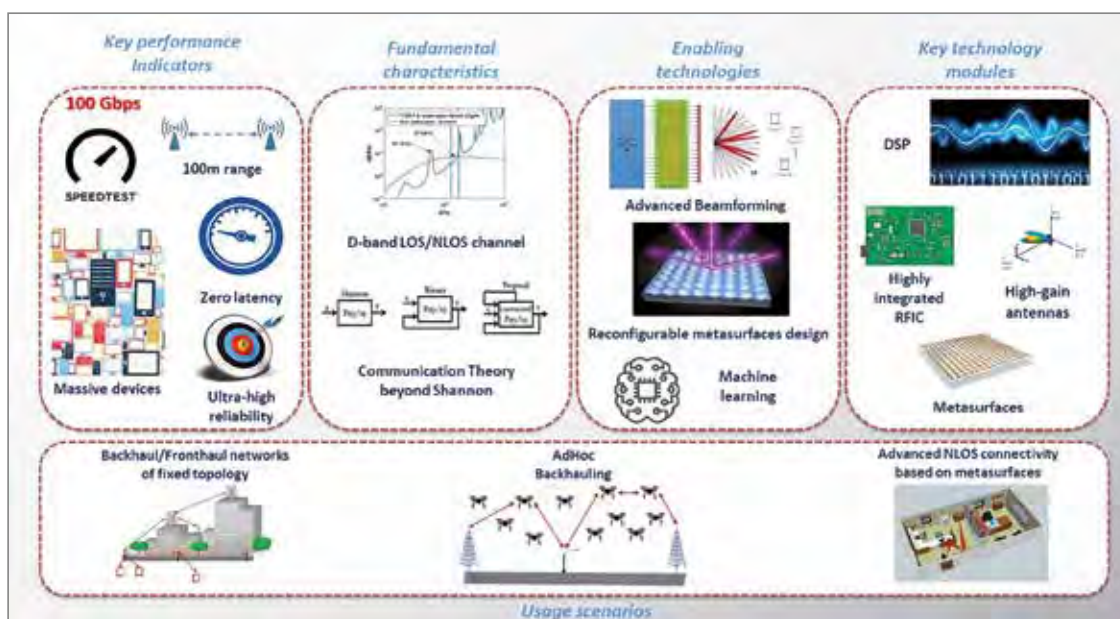 Key performance
Indicators
Fundamental
characteristics
Enabling
technologies
Key technology
modules
100 Gbps
SPEEDTEST
100m range
Zero latency
Massive devices
Ultra-high
reliability
D-band LOS/NLOS channel
Communication Theory
beyond Shannon
Advanced Beamforming
Reconfigurable metasurfaces design
Machine
learning
DSP
Highly
integrated
RFIC
High-gain
antennas
Metasurfaces
Backhaul/Fronthaul networks
of fixed topology
AdHoc
Backhauling
Advanced NLOS connectivity
based on metasurfaces
Usage scenarios